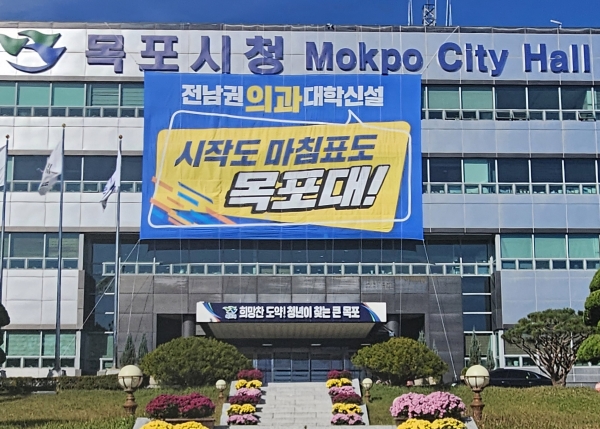 목포시청 Mokpo City Hall
전남권 의과대학신설
시작도 마침표도
목포대!
희망찬 도약! 청년이 찾는 큰 목포